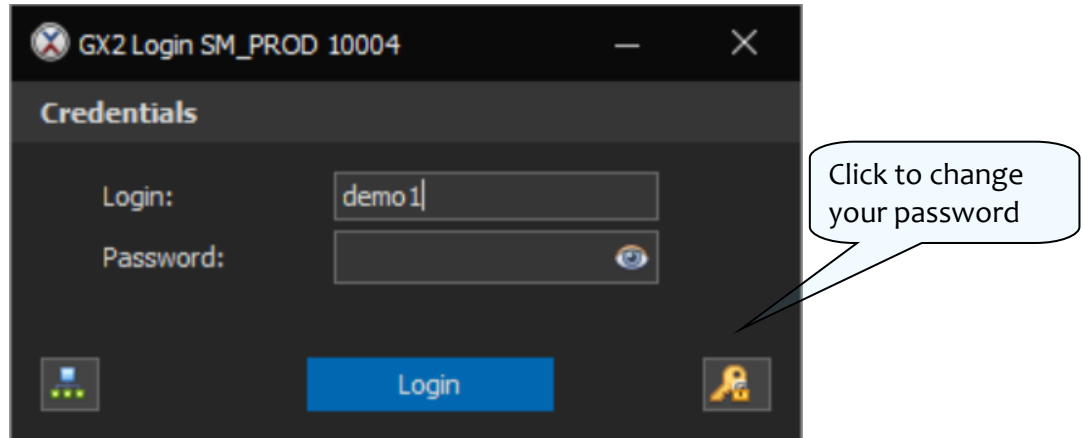 GX2 Login SM_PROD 10004
Credentials
Login:
demo1
Click to change
your password
Password:
Login